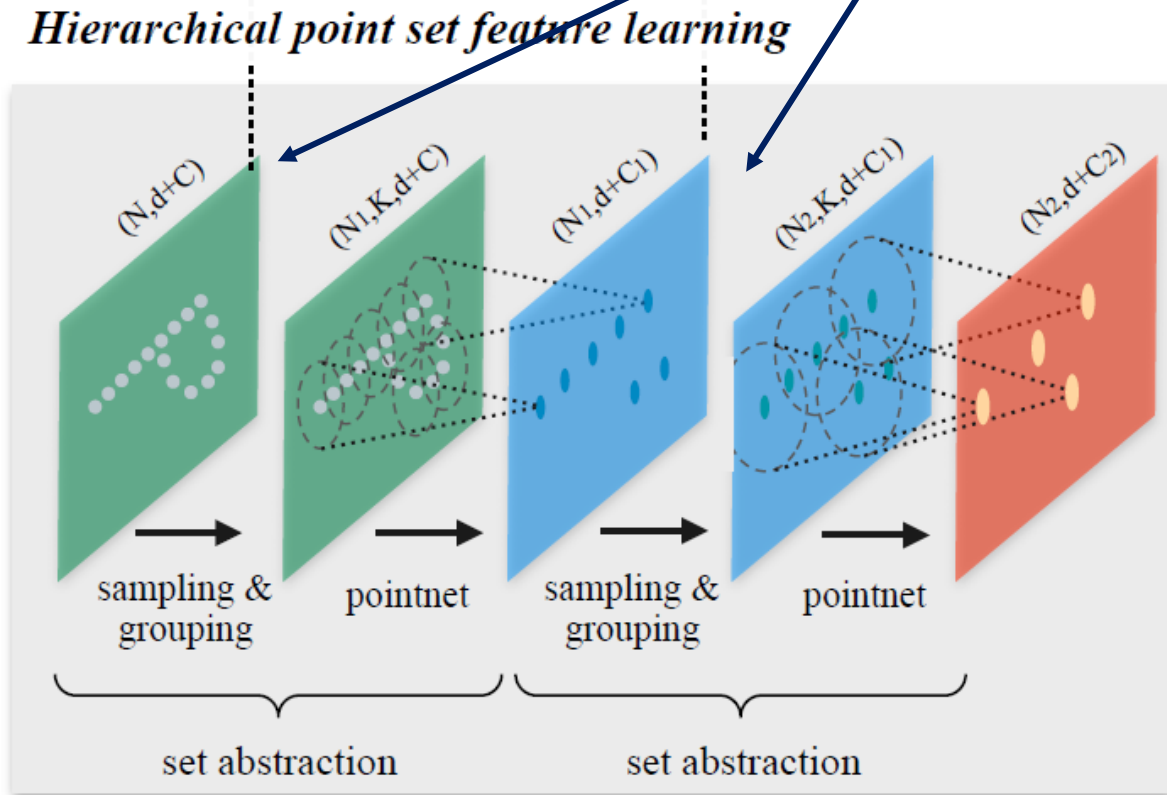 Hierarchical point set feature learning
(N,d+C)
(N1,K,d+C)
(N1,d+C1)
(N2,K,d+C1)
(N2,d+C2)
sampling &
grouping
pointnet
sampling &
grouping
pointnet
set abstraction
set abstraction